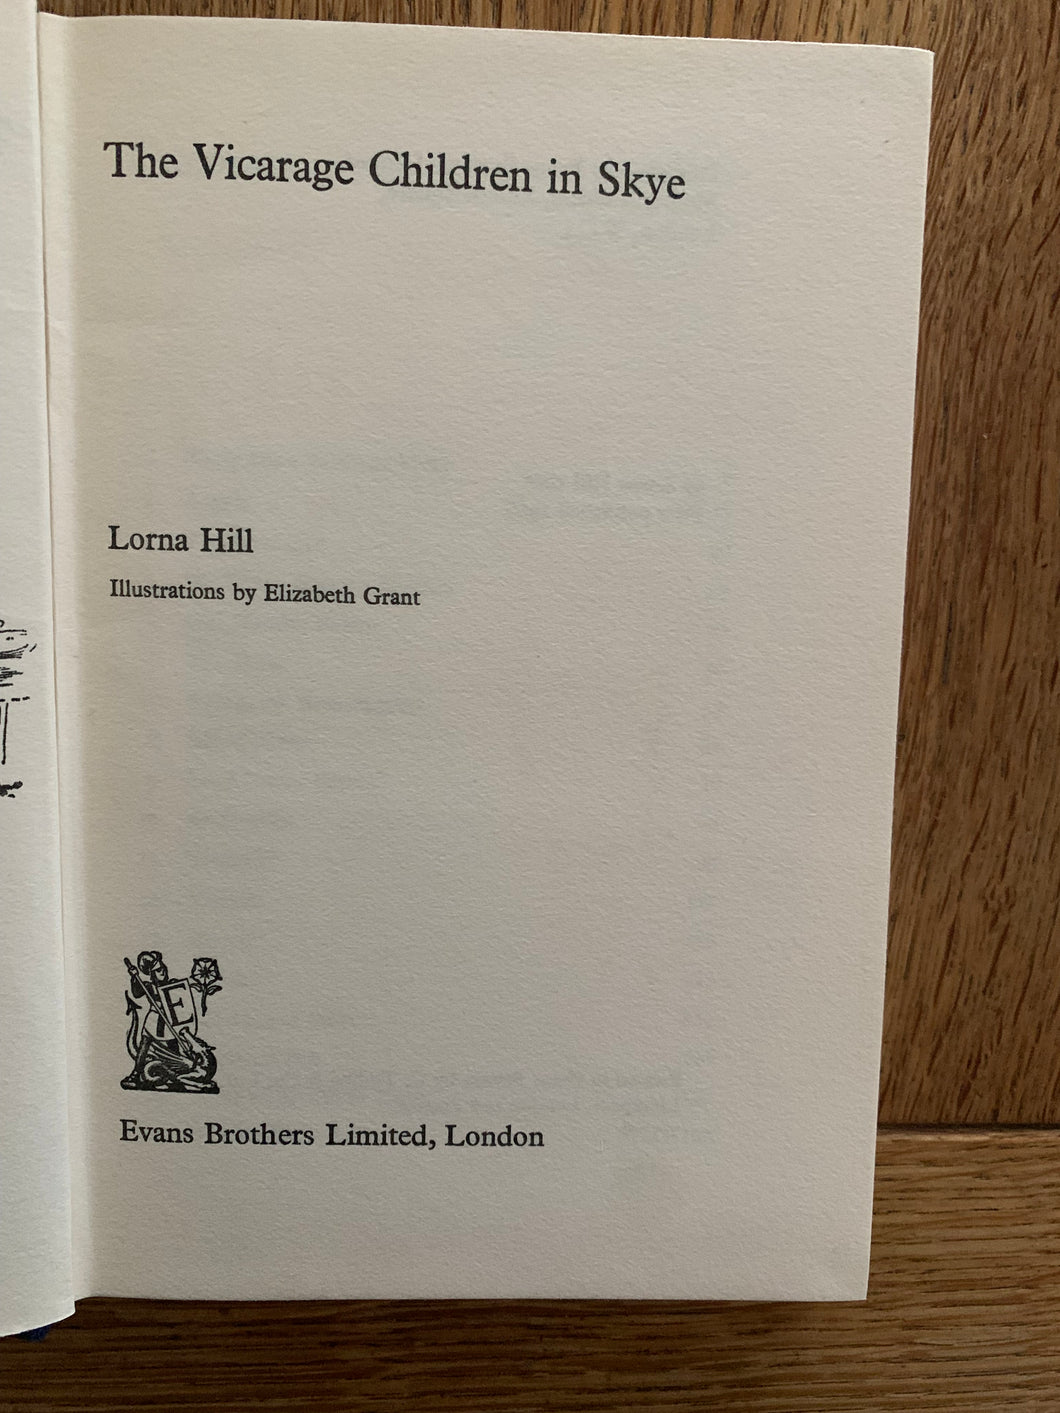 The Vicarage Children in Skye
Lorna Hill
Illustrations by Elizabeth Grant
E
Evans Brothers Limited, London